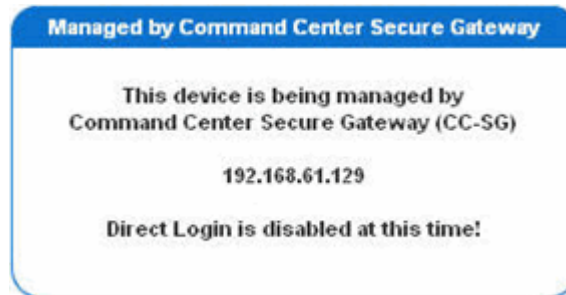 Managed by Command Center Secure Gateway
This device is being managed by
Command Center Secure Gateway (CC-SG)
192.168.61.129
Direct Login is disabled at this time!